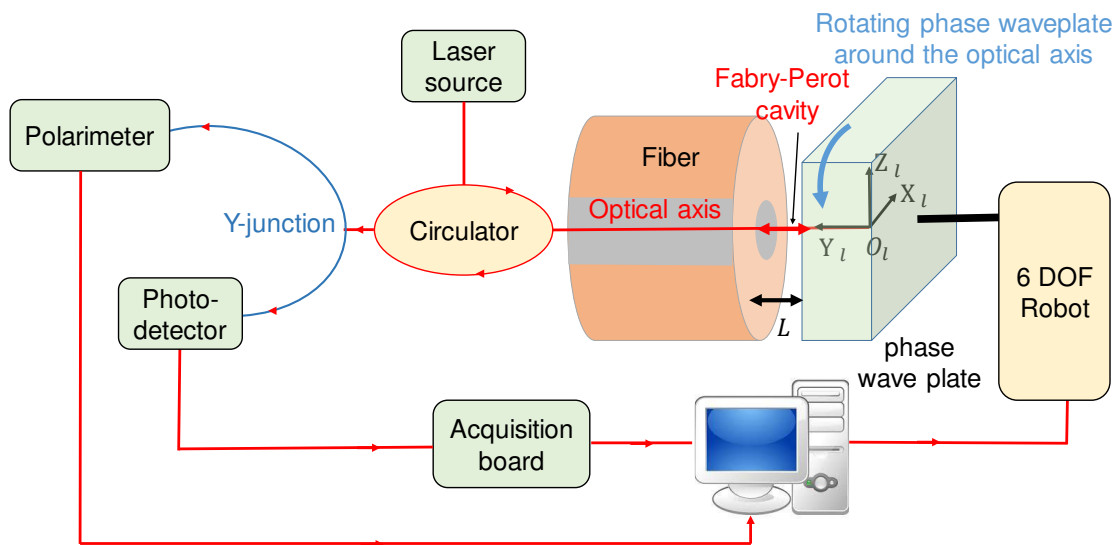 Rotating phase waveplate
around the optical axis
Laser
source
Fabry-Perot
cavity
Polarimeter
Fiber
Z l
X l
Optical axis
Y-junction
Circulator
Y l
O l
6 DOF
Robot
Photo-
detector
L
phase
wave plate
Acquisition
board